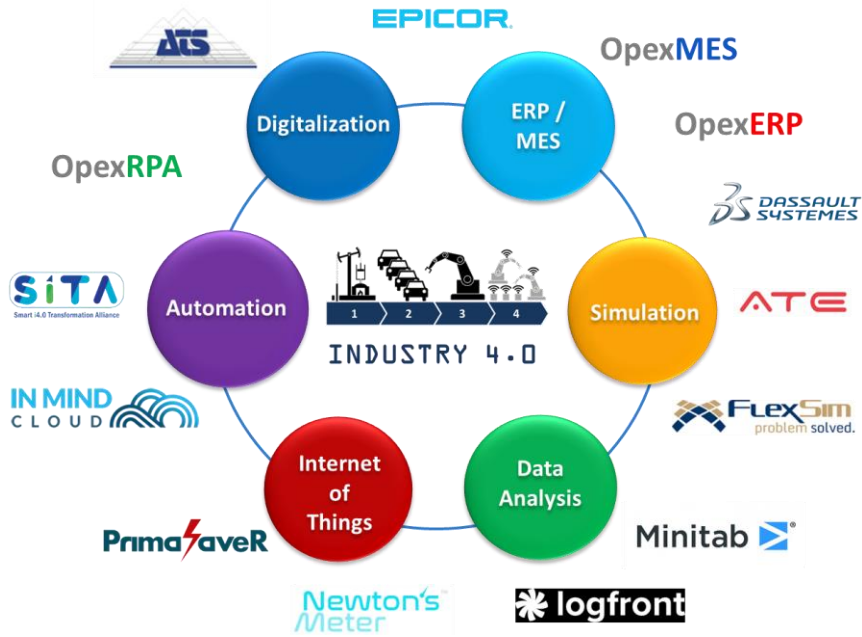 EPICOR.
ATS
OpexMES
Digitalization
ERP /
MES
OpexERP
OpexRPA
DS DASSAULT
SYSTEMES
SiTA
Smart i4.0 Transformation Alliance
Automation
1 2 3 4
INDUSTRY 4.0
Simulation
ATE
IN MIND
CLOUD
FLEXSIM
problem solved.
Internet
of
Things
Data
Analysis
PrimaSaveR
Minitab
Newton's
Meter
logfront